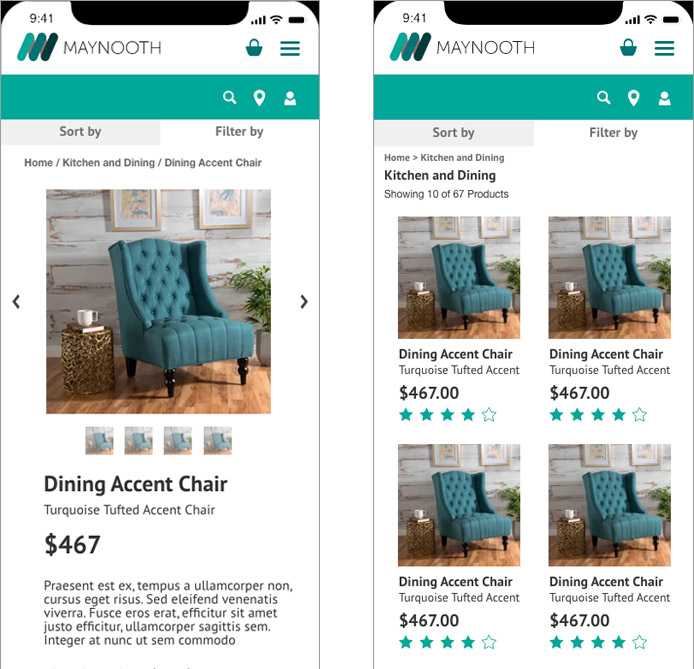 9:41
MAYNOOTH
Sort by
Filter by
Home / Kitchen and Dining / Dining Accent Chair
Dining Accent Chair
Turquoise Tufted Accent Chair
$467
Praesent est ex, tempus a ullamcorper non,
cursus eget risus. Sed eleifend venenatis
viverra. Fusce eros erat, efficitur sit amet
justo efficitur, ullamcorper sagittis sem.
Integer at nunc ut sem commodo
9:41
MAYNOOTH
Sort by
Filter by
Home > Kitchen and Dining
Kitchen and Dining
Showing 10 of 67 Products
Dining Accent Chair
Turquoise Tufted Accent
$467.00
Dining Accent Chair
Turquoise Tufted Accent
$467.00
Dining Accent Chair
Turquoise Tufted Accent
$467.00
Dining Accent Chair
Turquoise Tufted Accent
$467.00